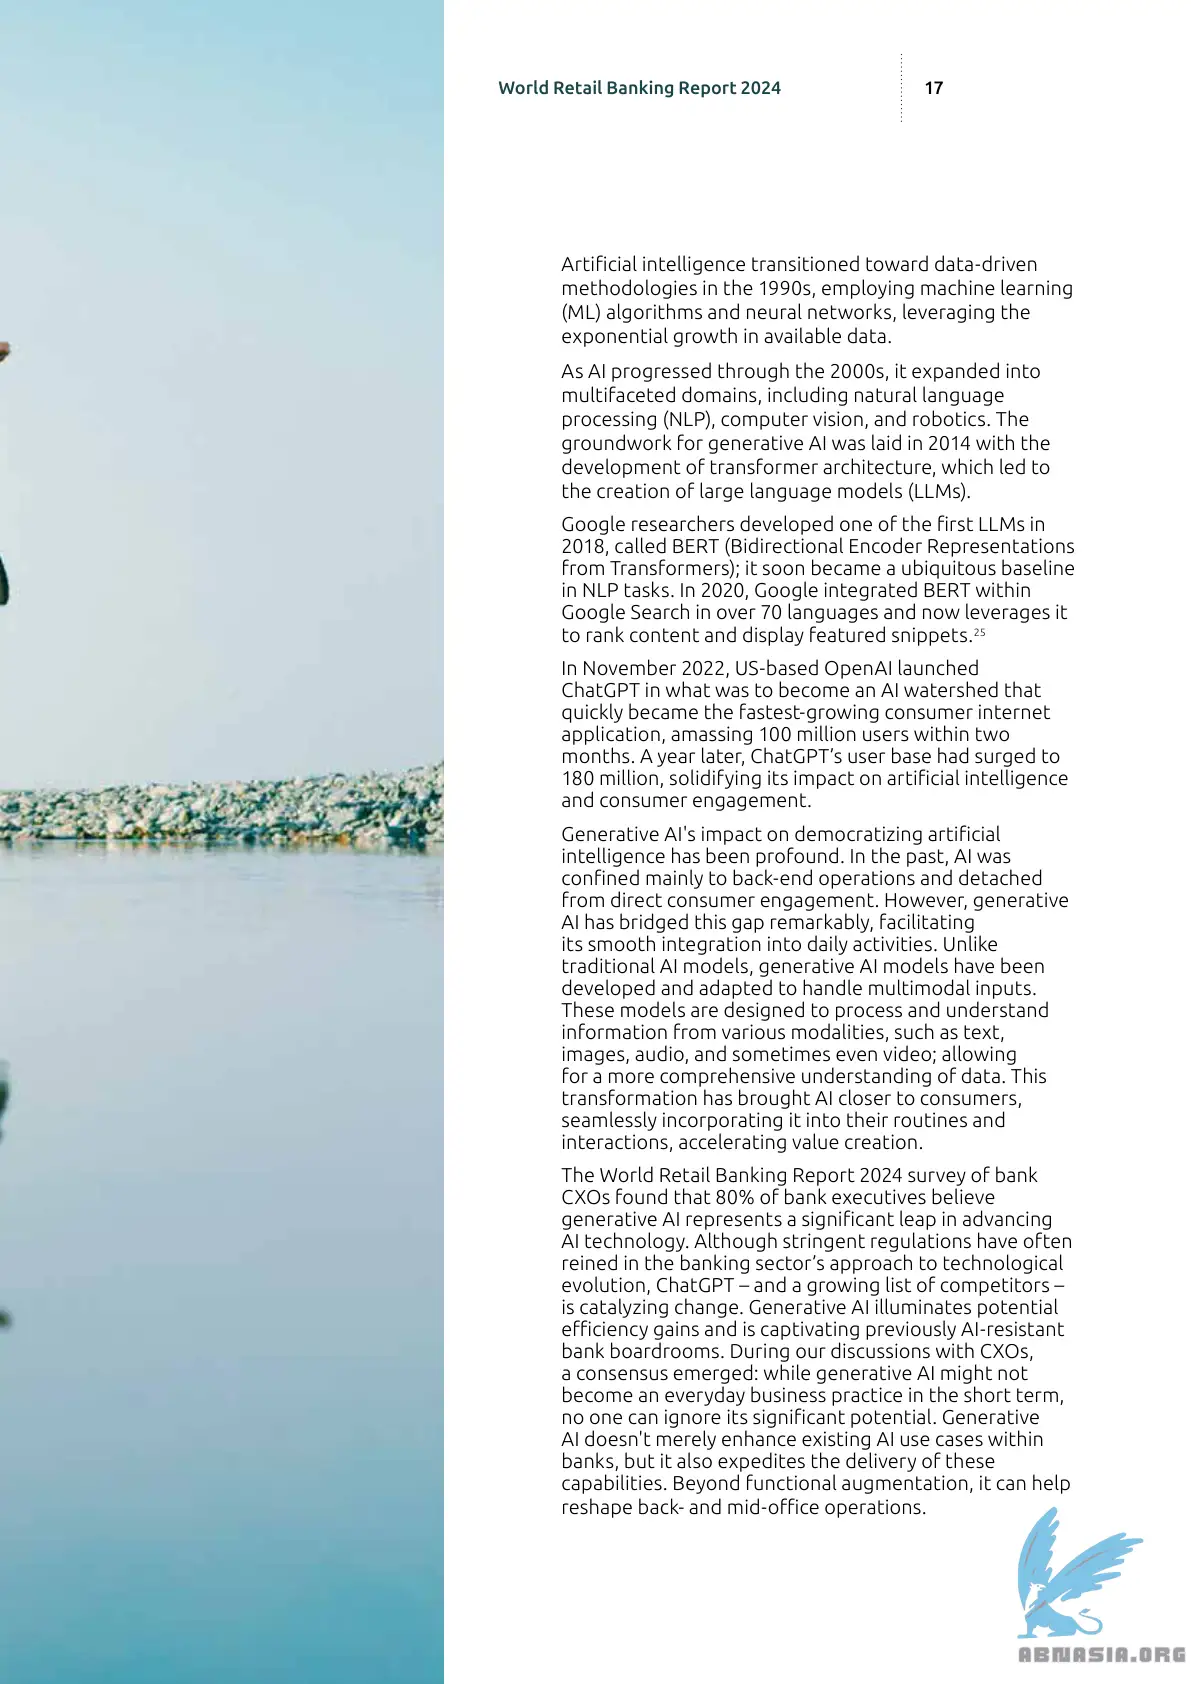 World Retail Banking Report 2024
17
Artificial intelligence transitioned toward data-driven
methodologies in the 1990s, employing machine learning
(ML) algorithms and neural networks, leveraging the
exponential growth in available data.
As AI progressed through the 2000s, it expanded into
multifaceted domains, including natural language
processing (NLP), computer vision, and robotics. The
groundwork for generative AI was laid in 2014 with the
development of transformer architecture, which led to
the creation of large language models (LLMs).
Google researchers developed one of the first LLMs in
2018, called BERT (Bidirectional Encoder Representations
from Transformers); it soon became a ubiquitous baseline
in NLP tasks. In 2020, Google integrated BERT within
Google Search in over 70 languages and now leverages it
to rank content and display featured snippets.25
In November 2022, US-based OpenAI launched
ChatGPT in what was to become an AI watershed that
quickly became the fastest-growing consumer internet
application, amassing 100 million users within two
months. A year later, ChatGPT’s user base had surged to
180 million, solidifying its impact on artificial intelligence
and consumer engagement.
Generative AI's impact on democratizing artificial
intelligence has been profound. In the past, AI was
confined mainly to back-end operations and detached
from direct consumer engagement. However, generative
AI has bridged this gap remarkably, facilitating
its smooth integration into daily activities. Unlike
traditional AI models, generative AI models have been
developed and adapted to handle multimodal inputs.
These models are designed to process and understand
information from various modalities, such as text,
images, audio, and sometimes even video; allowing
for a more comprehensive understanding of data. This
transformation has brought AI closer to consumers,
seamlessly incorporating it into their routines and
interactions, accelerating value creation.
The World Retail Banking Report 2024 survey of bank
CXOs found that 80% of bank executives believe
generative AI represents a significant leap in advancing
AI technology. Although stringent regulations have often
reined in the banking sector’s approach to technological
evolution, ChatGPT – and a growing list of competitors –
is catalyzing change. Generative AI illuminates potential
efficiency gains and is captivating previously AI-resistant
bank boardrooms. During our discussions with CXOs,
a consensus emerged: while generative AI might not
become an everyday business practice in the short term,
no one can ignore its significant potential. Generative
AI doesn't merely enhance existing AI use cases within
banks, but it also expedites the delivery of these
capabilities. Beyond functional augmentation, it can help
reshape back- and mid-office operations.
ABNASIA.ORG